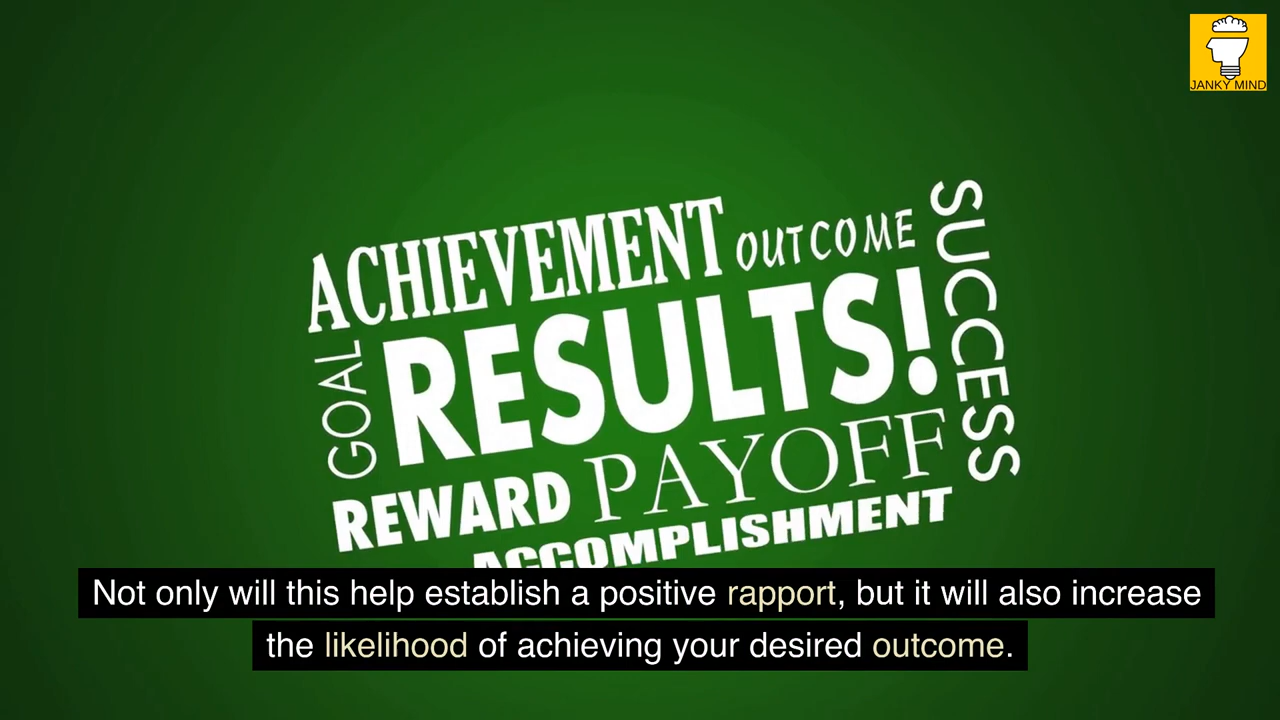 JANKY MIND
SUCCESS
ACHIEVEMENT OUTCOME
GOAL
RESULTS!
REWARD PAYOFF
ACCOMPLISHMENT
Not only will this help establish a positive rapport, but it will also increase
the likelihood of achieving your desired outcome.